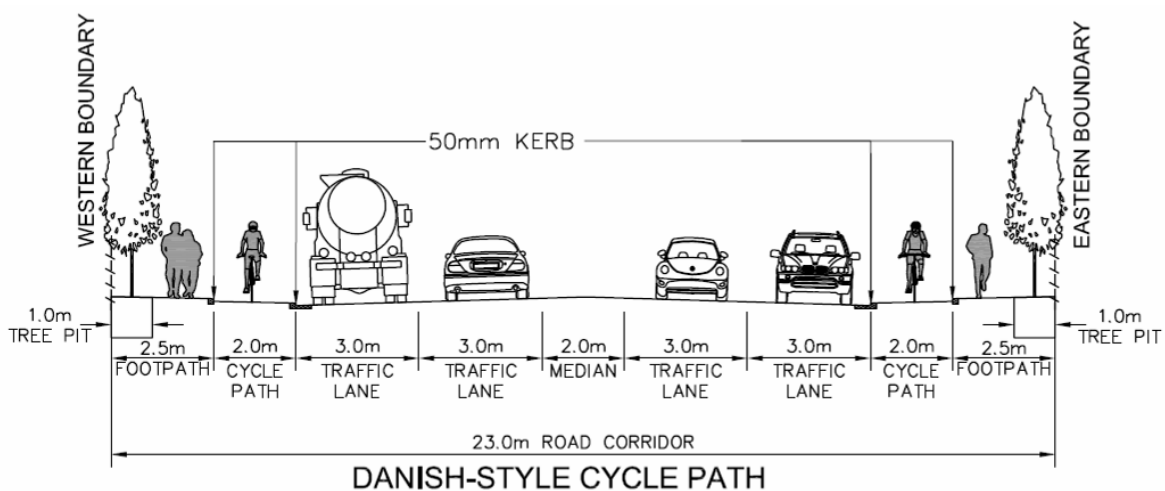 WESTERN BOUNDARY
EASTERN BOUNDARY
50mm KERB
1.0m
TREE PIT
1.0m
TREE PIT
2.5m
FOOTPATH
2.0m
CYCLE
PATH
3.0m
TRAFFIC
LANE
3.0m
TRAFFIC
LANE
2.0m
MEDIAN
3.0m
TRAFFIC
LANE
3.0m
TRAFFIC
LANE
2.0m
CYCLE
PATH
2.5m
FOOTPATH
23.0m ROAD CORRIDOR
DANISH-STYLE CYCLE PATH